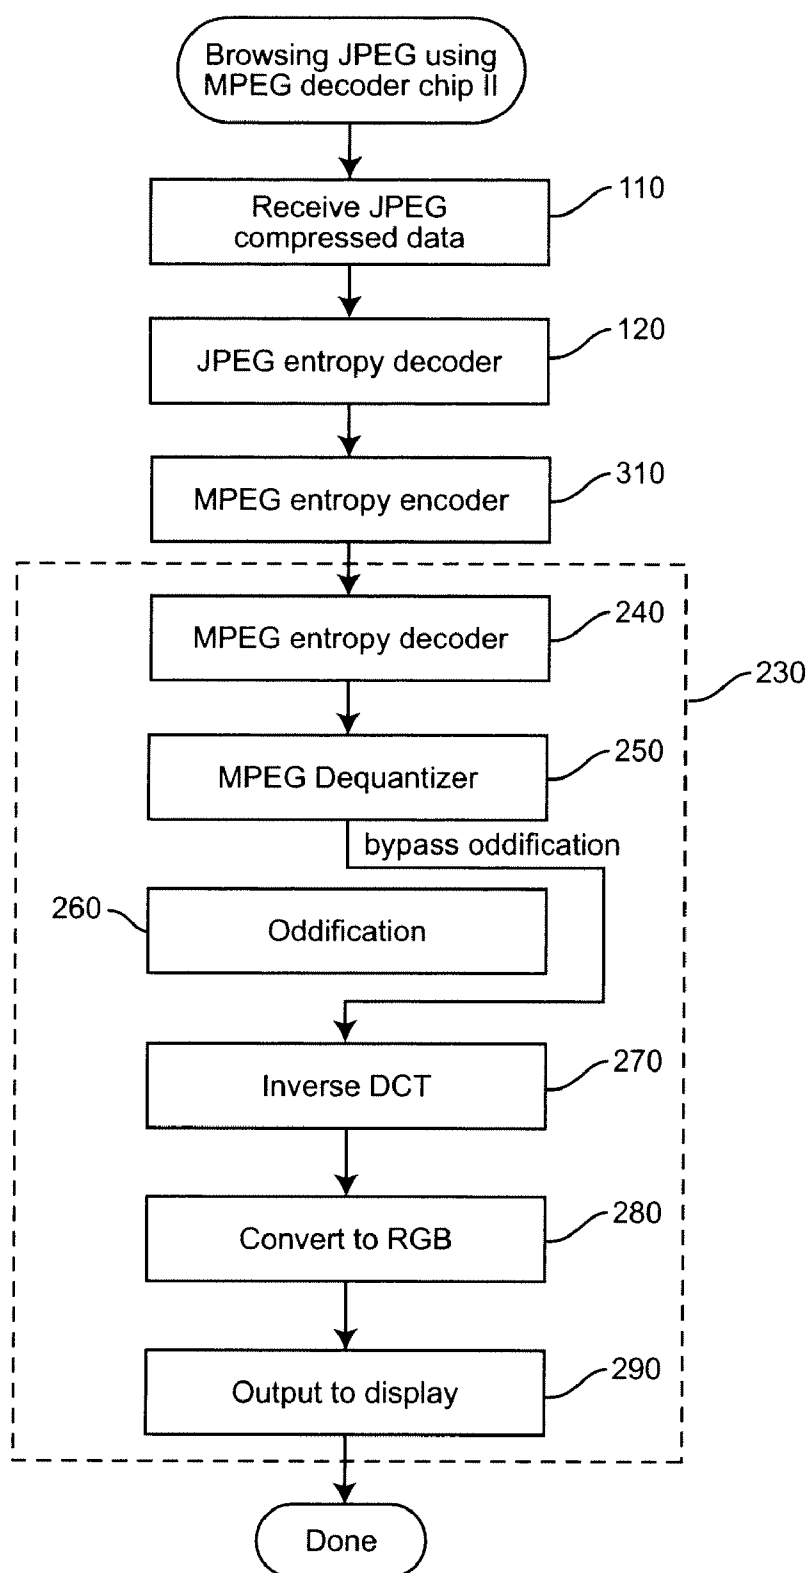 Browsing JPEG using
MPEG decoder chip II
110
Receive JPEG
compressed data
120
JPEG entropy decoder
310
MPEG entropy encoder
240
MPEG entropy decoder
230
250
MPEG Dequantizer
bypass oddification
260
Oddification
270
Inverse DCT
280
Convert to RGB
290
Output to display
Done